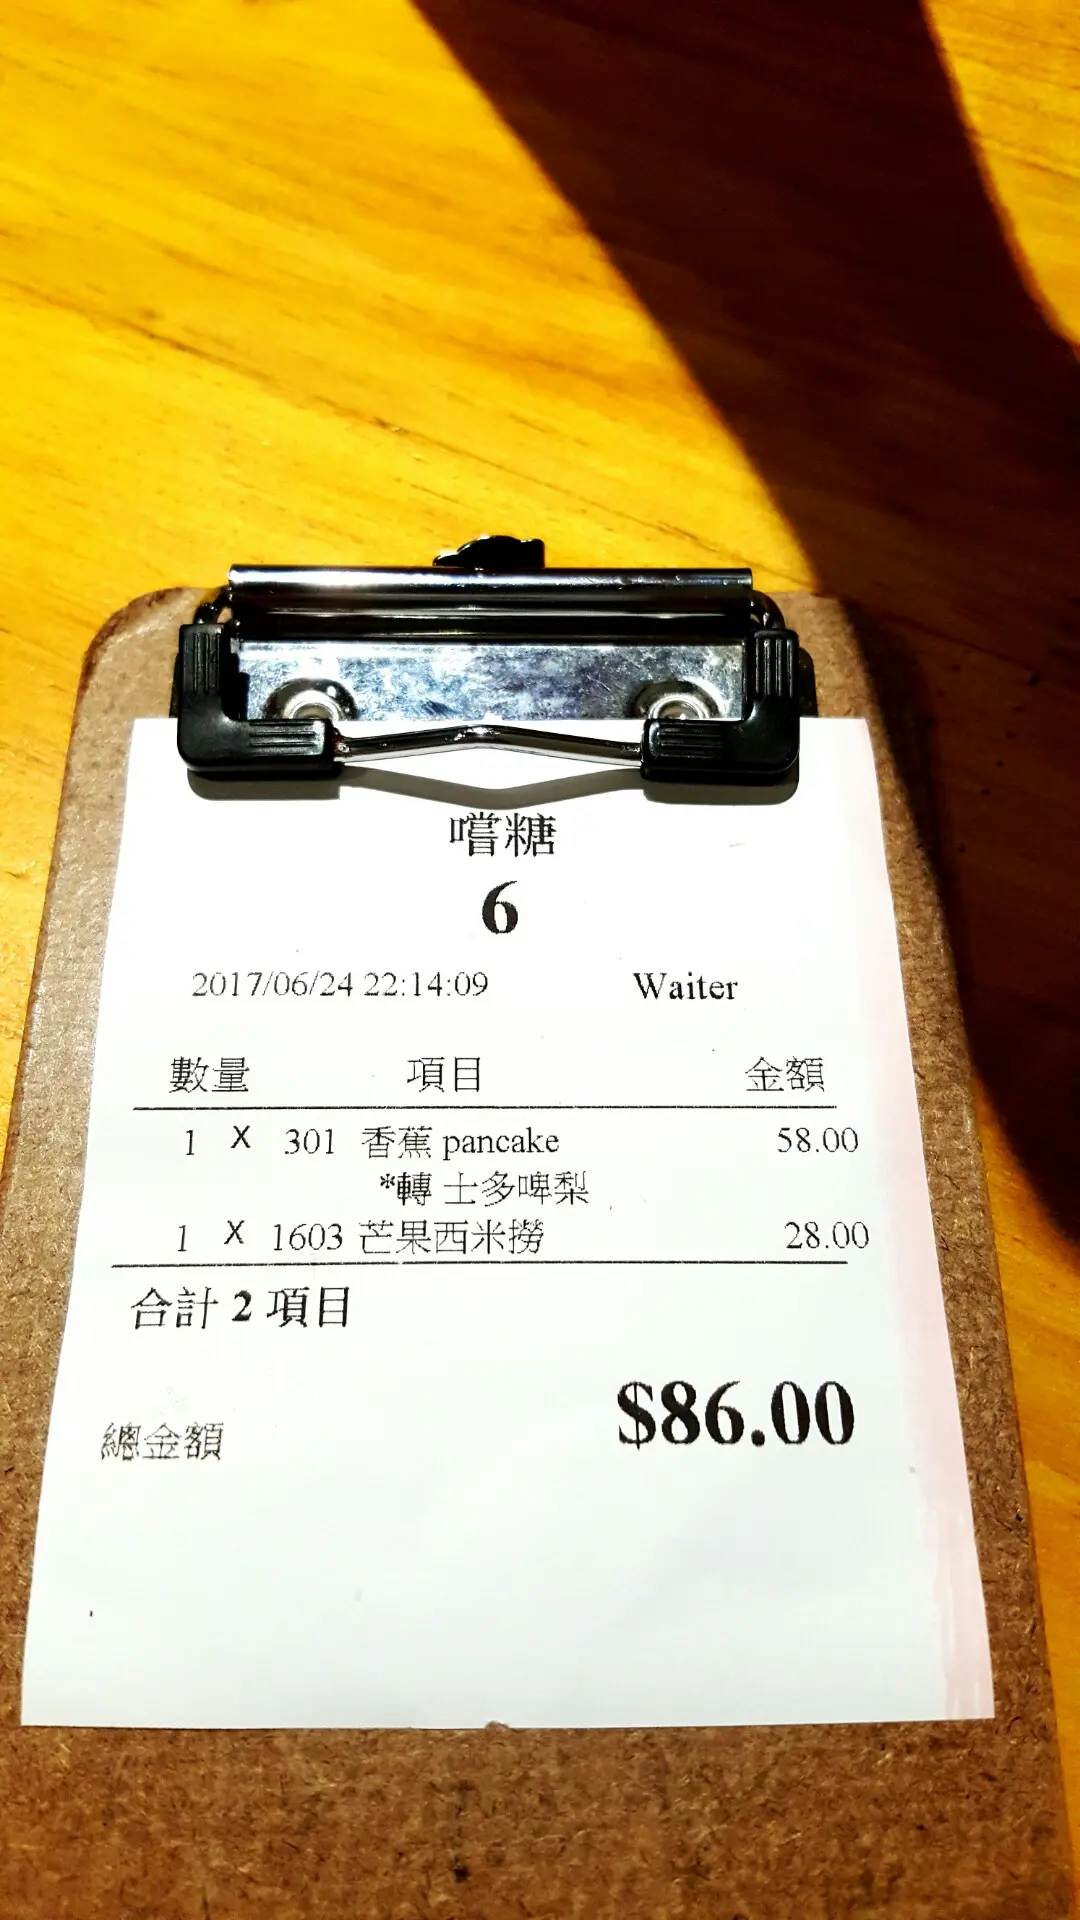 嚐糖
6
2017/06/24 22:14:09 Waiter
數量 項目 金額
1 X 301 香蕉 pancake 58.00
*轉 士多啤梨
1 X 1603 芒果西米撈 28.00
合計 2 項目
$86.00
總金額